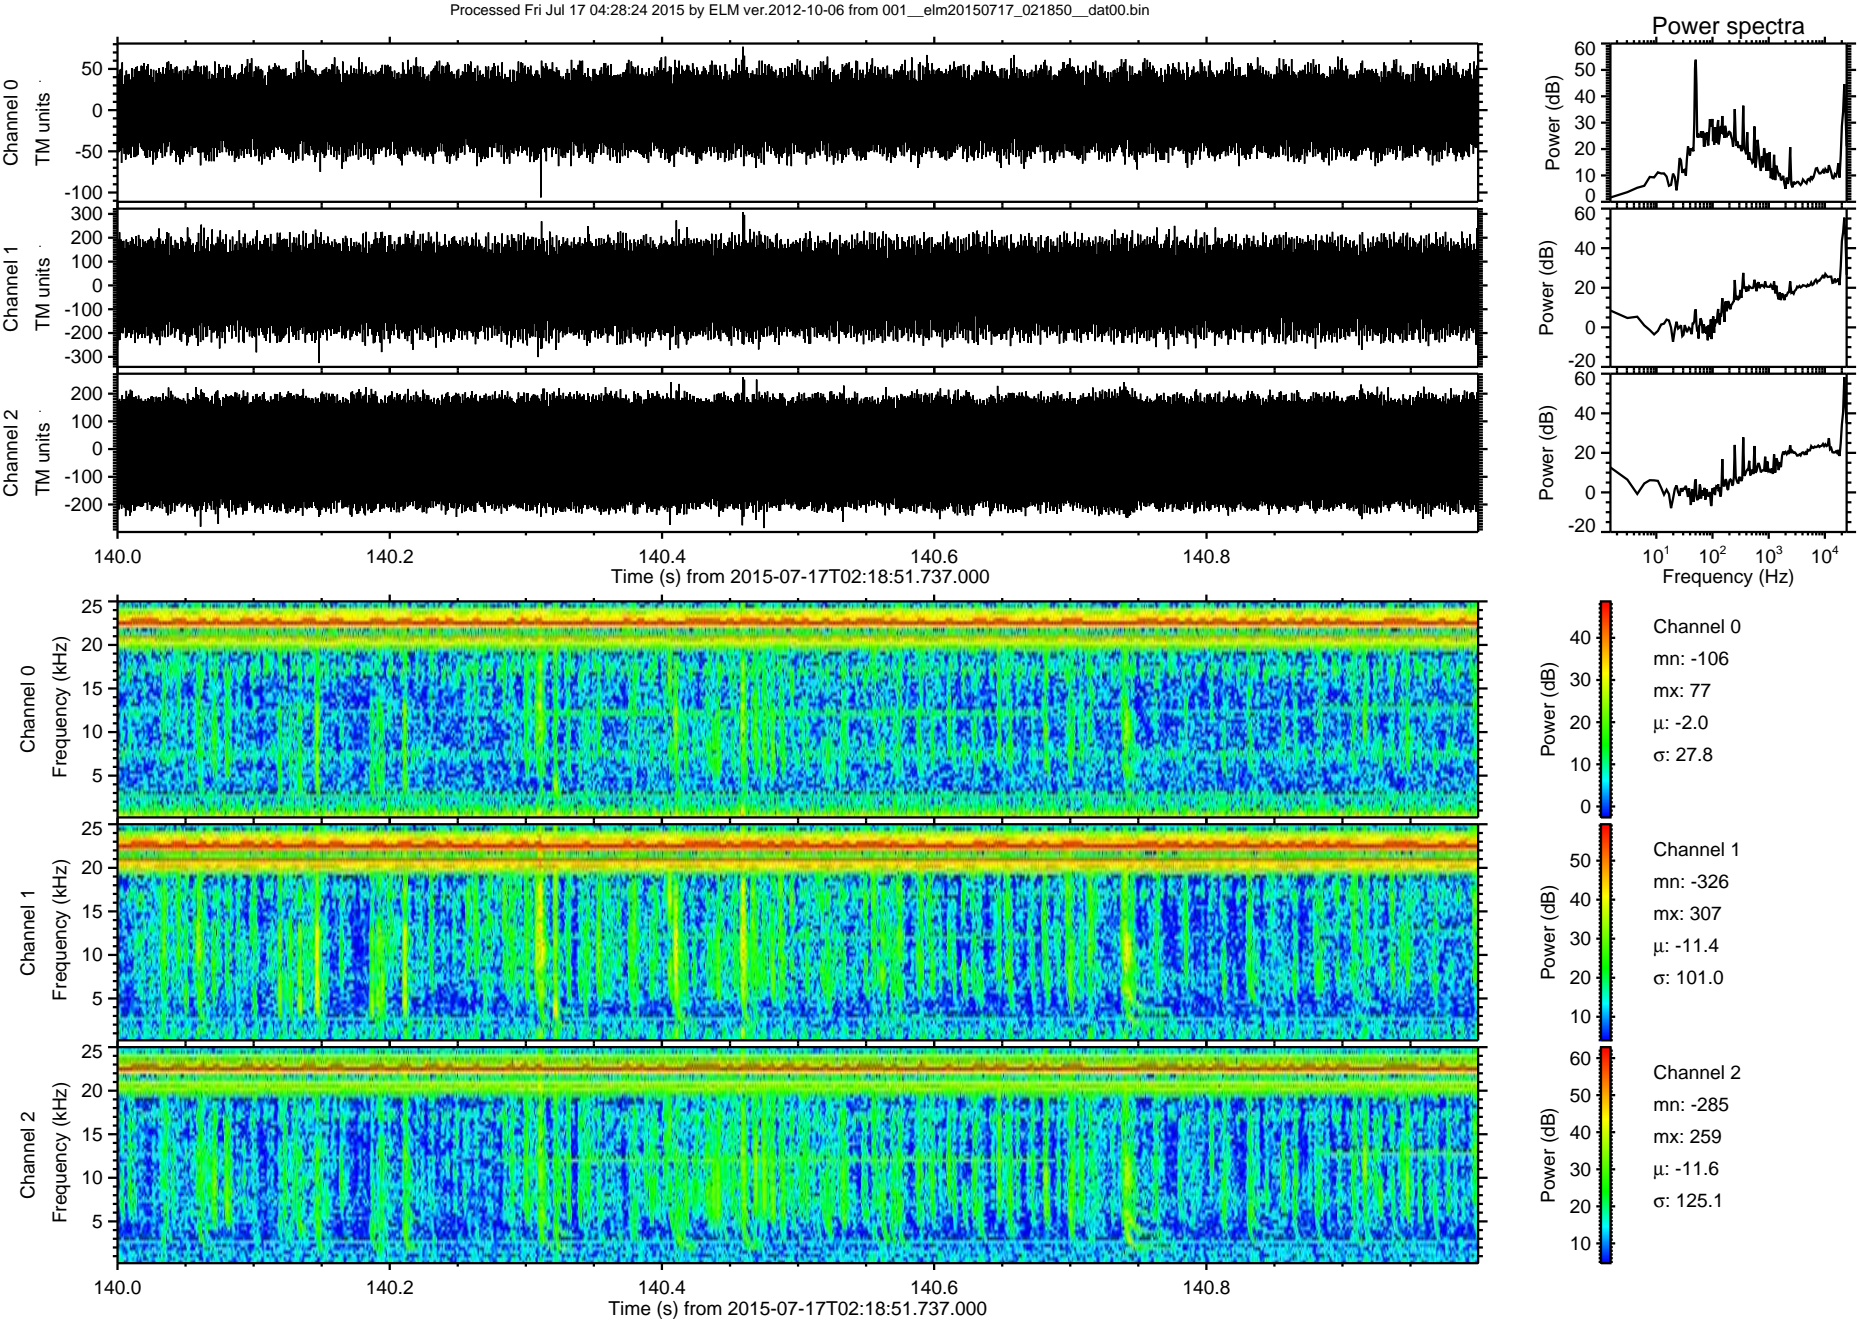 Processed Fri Jul 17 04:28:24 2015 by ELM ver.2012-10-06 from 001__elm20150717_021850__dat00.bin
Power spectra
Channel 0
TM units
50
0
-50
-100
Power (dB)
60
50
40
30
20
10
0
Channel 1
TM units
300
200
100
0
-100
-200
-300
Power (dB)
60
40
20
0
-20
Channel 2
TM units
200
100
0
-100
-200
Power (dB)
60
40
20
0
-20
140.0 140.2 140.4 140.6 140.8
Time (s) from 2015-07-17T02:18:51.737.000
10¹ 10² 10³ 10⁴
Frequency (Hz)
Channel 0
Frequency (kHz)
25
20
15
10
5
Power (dB)
40
30
20
10
0
Channel 0
mn: -106
mx: 77
μ: -2.0
σ: 27.8
Channel 1
Frequency (kHz)
25
20
15
10
5
Power (dB)
50
40
30
20
10
Channel 1
mn: -326
mx: 307
μ: -11.4
σ: 101.0
Channel 2
Frequency (kHz)
25
20
15
10
5
Power (dB)
60
50
40
30
20
10
Channel 2
mn: -285
mx: 259
μ: -11.6
σ: 125.1
140.0 140.2 140.4 140.6 140.8
Time (s) from 2015-07-17T02:18:51.737.000